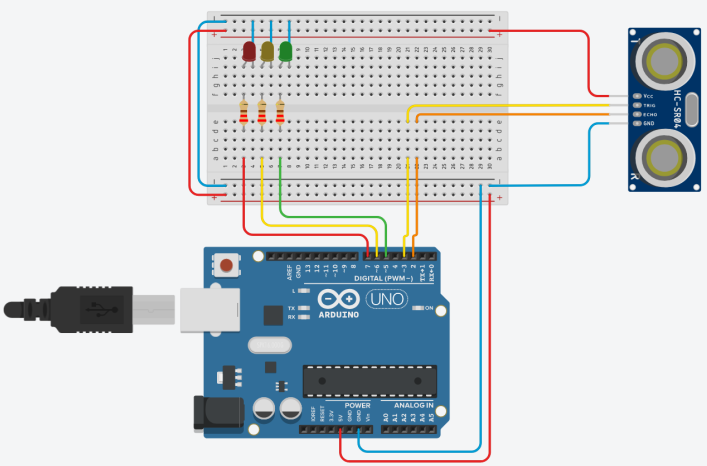 HC-SR04
T
R
Vcc
TRIG
ECHO
GND
AREF
GND
13
12
~11
~10
~9
8
7
~6
~5
4
~3
2
TX→1
RX←0
DIGITAL (PWM~)
L
TX
RX
ARDUINO
UNO
ON
POWER
ANALOG IN
IOREF
RESET
3.3V
5V
GND
GND
Vin
A0
A1
A2
A3
A4
A5